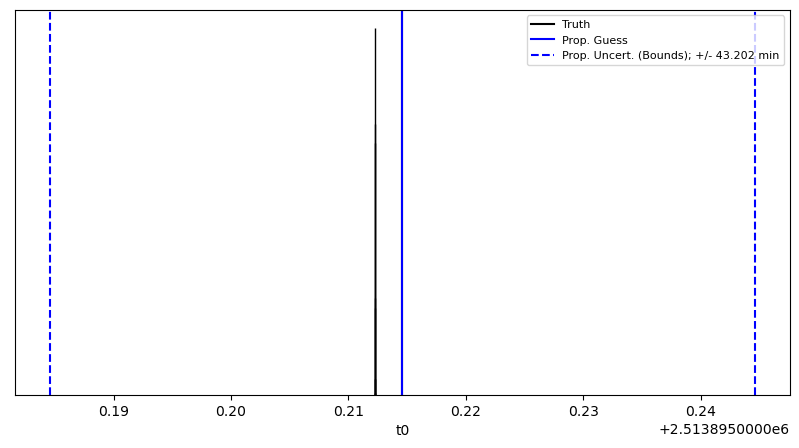 Truth
Prop. Guess
Prop. Uncert. (Bounds); +/- 43.202 min
0.19 0.20 0.21 0.22 0.23 0.24
t0 +2.5138950000e6